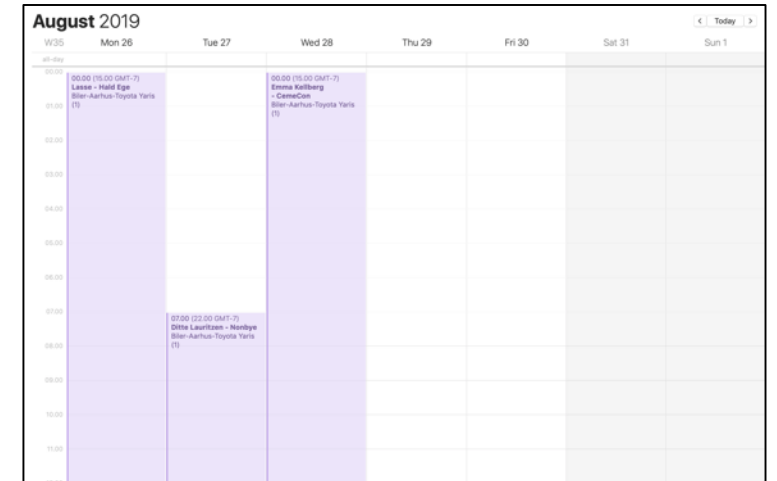 August 2019
< Today >
W35 Mon 26 Tue 27 Wed 28 Thu 29 Fri 30 Sat 31 Sun 1
all-day
00:00
00.00 (15.00 GMT-7)
Lasse - Hald Ege
Biler-Aarhus-Toyota Yaris
(1)
00.00 (15.00 GMT-7)
Emma Kellberg
- CemeCon
Biler-Aarhus-Toyota Yaris
(1)
01.00
02.00
03.00
04.00
05.00
06.00
07.00
07.00 (22.00 GMT-7)
Ditte Lauritzen - Nonbye
Biler-Aarhus-Toyota Yaris
(1)
08.00
09.00
10.00
11.00